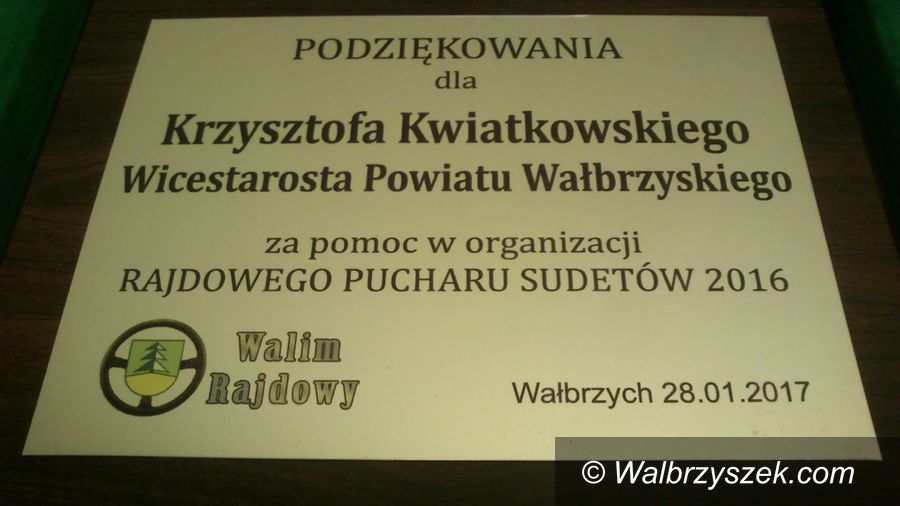 PODZIĘKOWANIA
dla
Krzysztofa Kwiatkowskiego
Wicestarosta Powiatu Wałbrzyskiego
za pomoc w organizacji
RAJDOWEGO PUCHARU SUDETÓW 2016
Walim
Rajdowy
Wałbrzych 28.01.2017
© Walbrzyszek.com